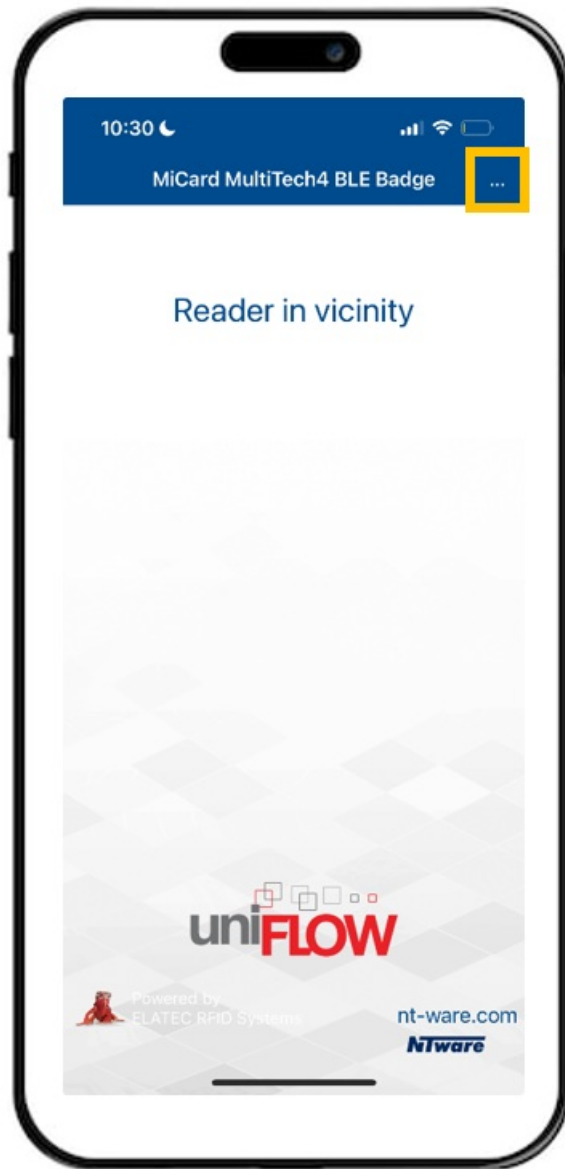 10:30
MiCard MultiTech4 BLE Badge ...
Reader in vicinity
uniFLOW
Powered by
ELATEC RFID Systems
nt-ware.com
NTware